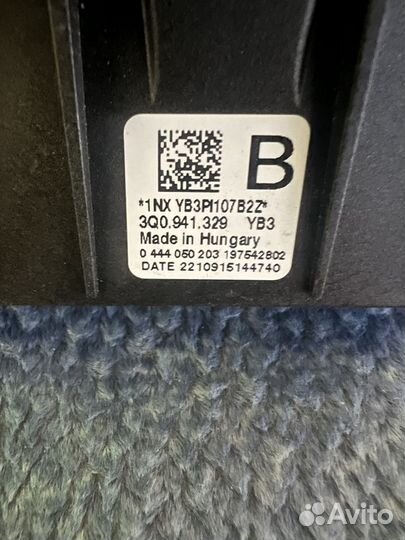 B
*1NX YB3PI107B2Z*
3Q0.941.329 YB3
Made in Hungary
0 444 050 203 197542802
DATE 2210915144740
Avito